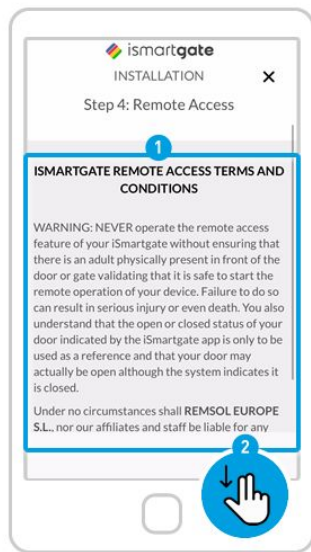 ismartgate
INSTALLATION
Step 4: Remote Access
1
ISMARTGATE REMOTE ACCESS TERMS AND
CONDITIONS
WARNING: NEVER operate the remote access
feature of your iSmartgate without ensuring that
there is an adult physically present in front of the
door or gate validating that it is safe to start the
remote operation of your device. Failure to do so
can result in serious injury or even death. You also
understand that the open or closed status of your
door indicated by the iSmartgate app is only to be
used as a reference and that your door may
actually be open although the system indicates it
is closed.
Under no circumstances shall REMSOL EUROPE
S.L., nor our affiliates and staff be liable for any
2